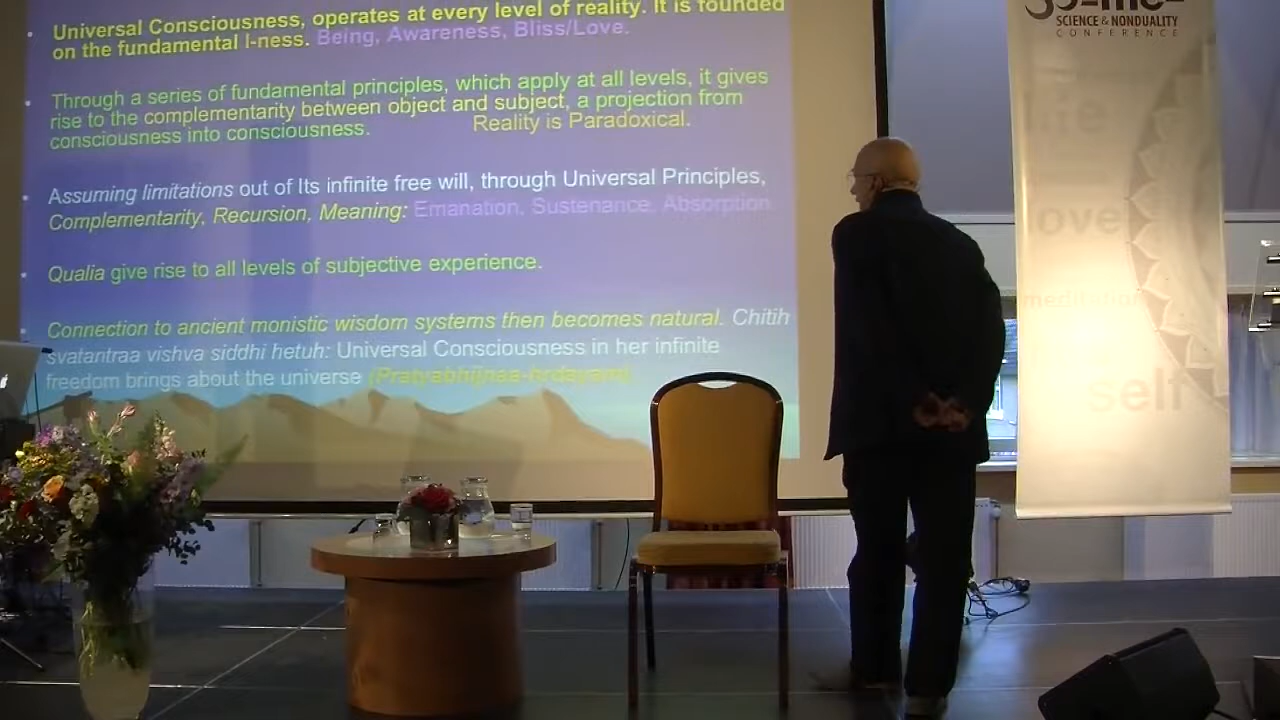 Universal Consciousness, operates at every level of reality. It is founded
on the fundamental I-ness. Being, Awareness, Bliss/Love.
Through a series of fundamental principles, which apply at all levels, it gives
rise to the complementarity between object and subject, a projection from
consciousness into consciousness. Reality is Paradoxical.
Assuming limitations out of Its infinite free will, through Universal Principles,
Complementarity, Recursion, Meaning: Emanation, Sustenance, Absorption
Qualia give rise to all levels of subjective experience.
Connection to ancient monistic wisdom systems then becomes natural. Chitih
svatantraa vishva siddhi hetuh: Universal Consciousness in her infinite
freedom brings about the universe (Pratyabhijnaa-hrdayam)
SCIENCE & NONDUALITY
CONFERENCE
life
love
meditation
self